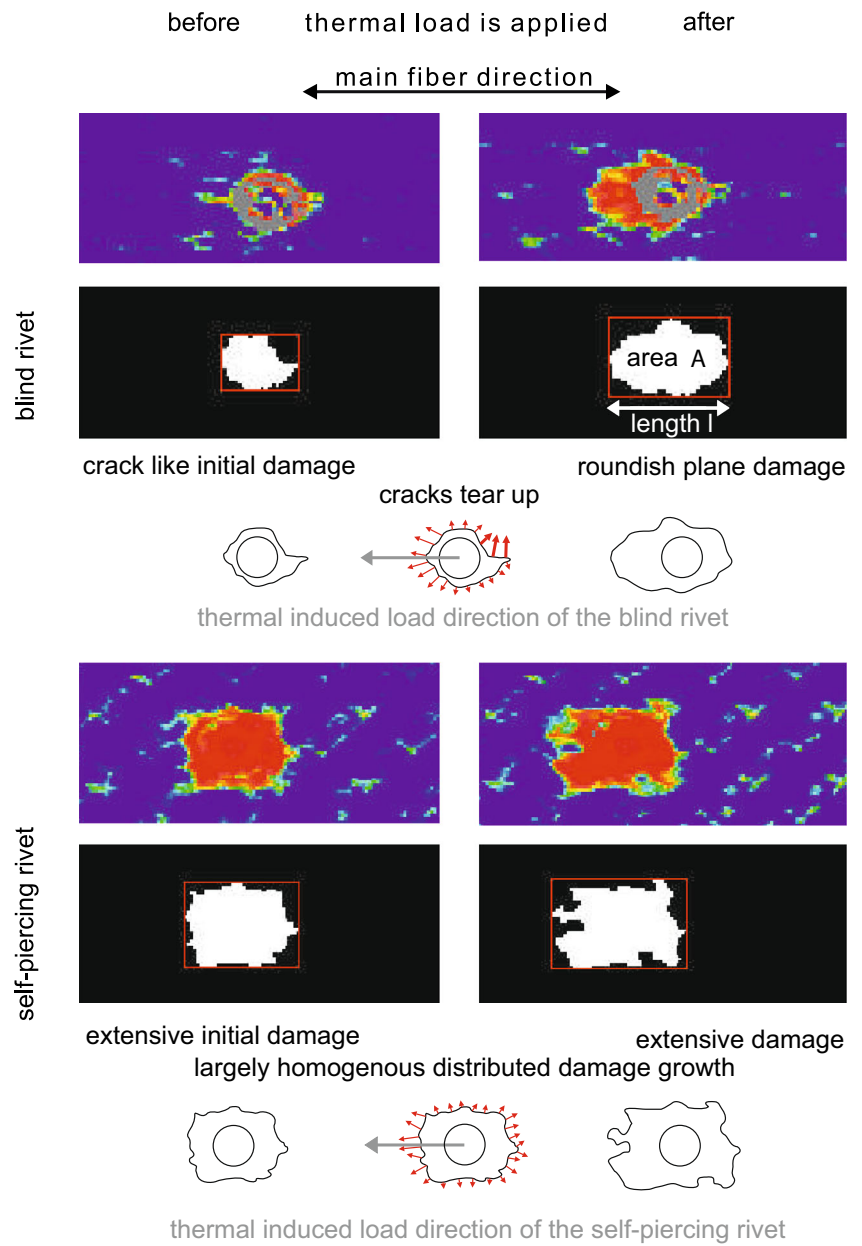 before thermal load is applied after
main fiber direction
blind rivet
area A
length l
crack like initial damage roundish plane damage
cracks tear up
thermal induced load direction of the blind rivet
self-piercing rivet
extensive initial damage extensive damage
largely homogenous distributed damage growth
thermal induced load direction of the self-piercing rivet